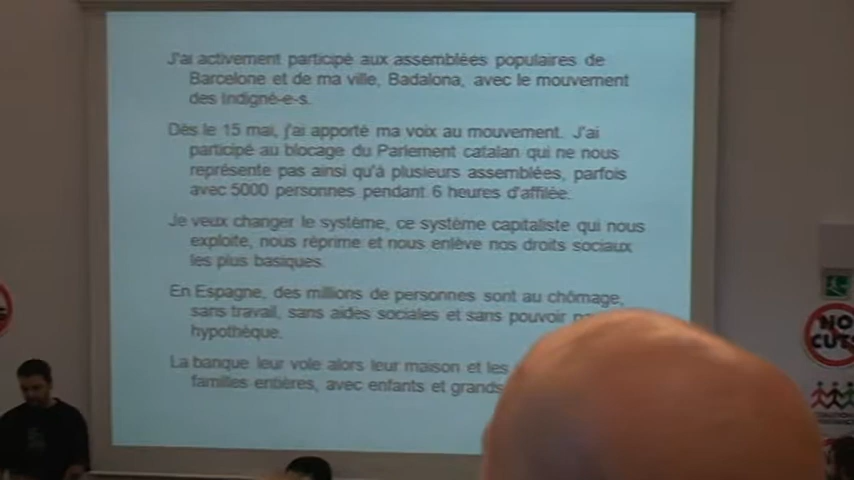 J'ai activement participé aux assemblées populaires de
Barcelone et de ma ville, Badalona, avec le mouvement
des Indigné-e-s.
Dès le 15 mai, j'ai apporté ma voix au mouvement. J'ai
participé au blocage du Parlement catalan qui ne nous
représente pas ainsi qu'à plusieurs assemblées, parfois
avec 5000 personnes pendant 6 heures d'affilée.
Je veux changer le système, ce système capitaliste qui nous
exploite, nous réprime et nous enlève nos droits sociaux
les plus basiques.
En Espagne, des millions de personnes sont au chômage,
sans travail, sans aides sociales et sans pouvoir
hypothèque.
La banque leur vole alors leur maison et les
familles entières, avec enfants et grands
NO
CUTS